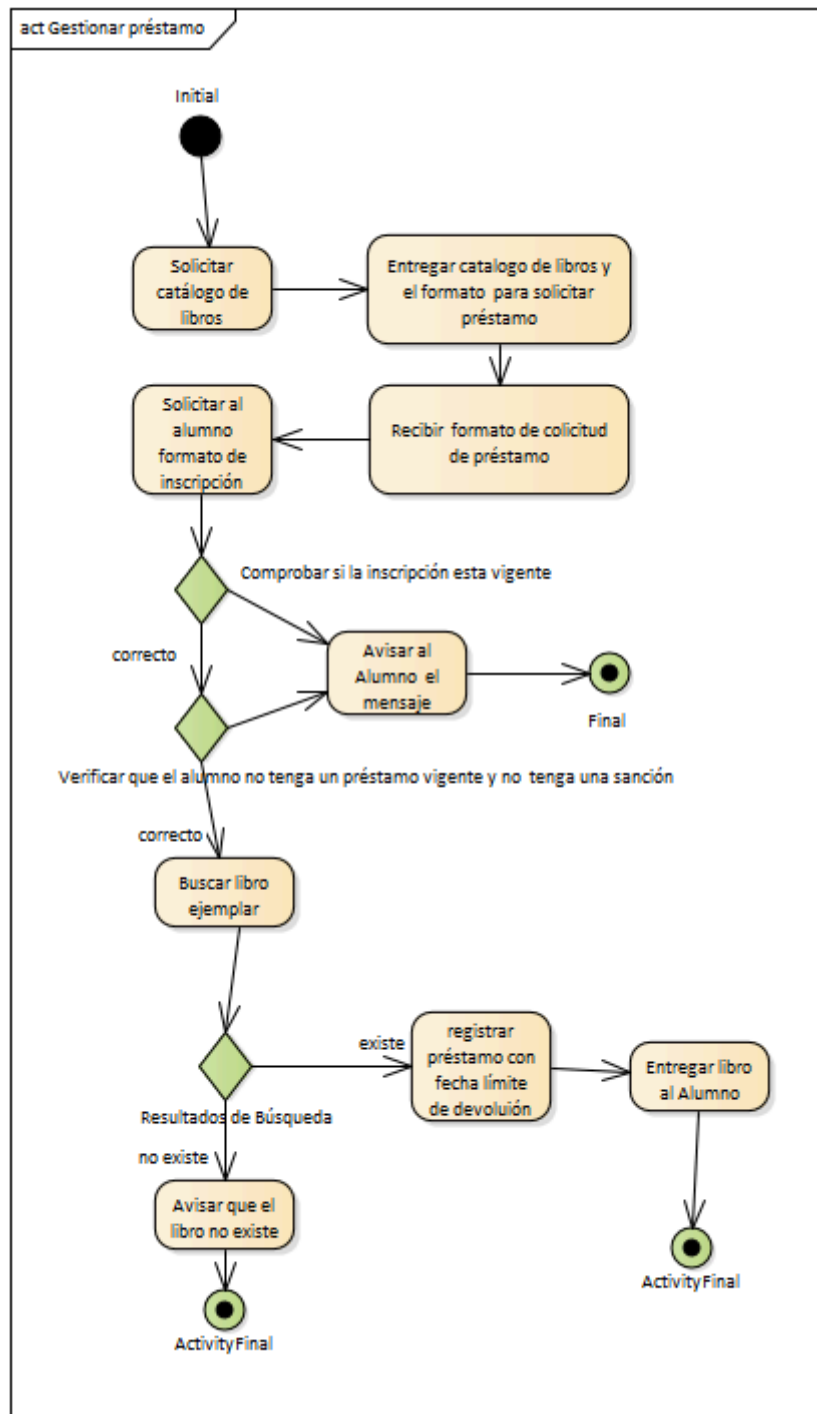 act Gestionar préstamo
Initial
Solicitar
catálogo de
libros
Entregar catalogo de libros y
el formato para solicitar
préstamo
Solicitar al
alumno
formato de
inscripción
Recibir formato de colicitud
de préstamo
Comprobar si la inscripción esta vigente
correcto
Avisar al
Alumno el
mensaje
Final
Verificar que el alumno no tenga un préstamo vigente y no tenga una sanción
correcto
Buscar libro
ejemplar
existe
registrar
préstamo con
fecha límite
de devoluión
Entregar libro
al Alumno
Resultados de Búsqueda
no existe
Avisar que el
libro no existe
ActivityFinal
ActivityFinal